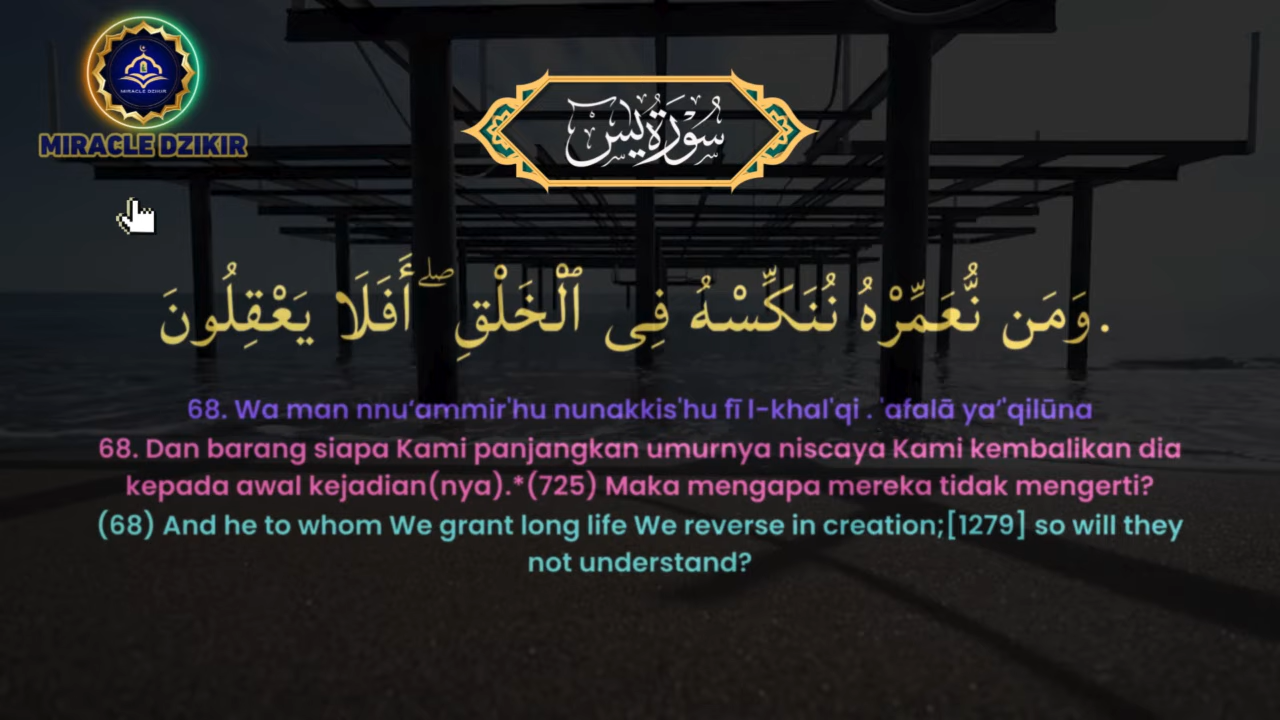 MIRACLE DZIKIR
MIRACLE DZIKIR
سُوْرَةُ يٰسٓ
.وَمَن نُّعَمِّرْهُ نُنَكِّسْهُ فِى ٱلْخَلْقِ ۖ أَفَلَا يَعْقِلُونَ
68. Wa man nnu‘ammir'hu nunakkis'hu fī l-khal'qi . 'afalā ya‘'qilūna
68. Dan barang siapa Kami panjangkan umurnya niscaya Kami kembalikan dia
kepada awal kejadian(nya).*(725) Maka mengapa mereka tidak mengerti?
(68) And he to whom We grant long life We reverse in creation;[1279] so will they
not understand?